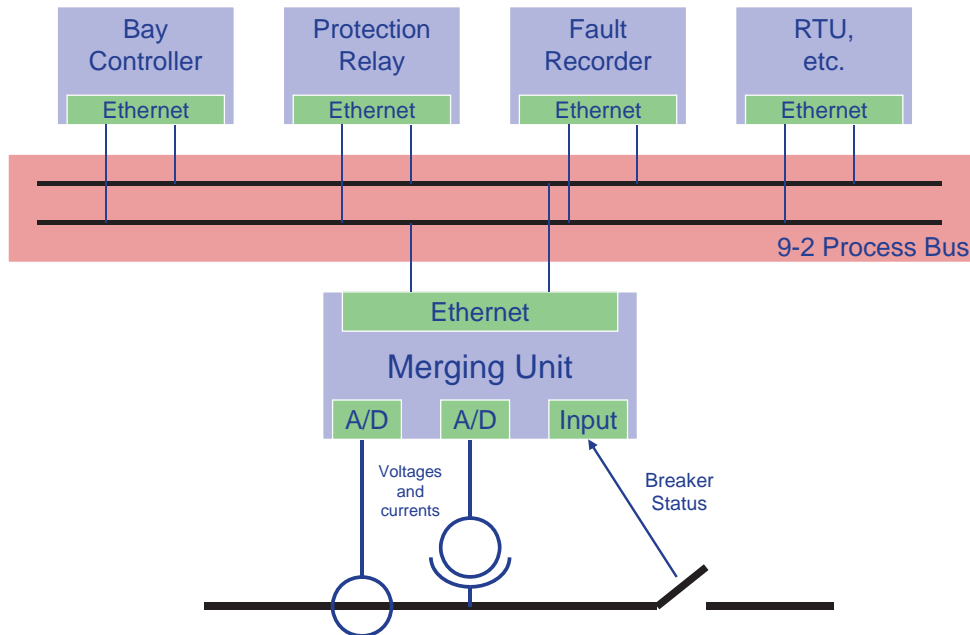 Bay
Controller
Ethernet
Protection
Relay
Ethernet
Fault
Recorder
Ethernet
RTU,
etc.
Ethernet
9-2 Process Bus
Ethernet
Merging Unit
A/D
A/D
Input
Voltages
and
currents
Breaker
Status